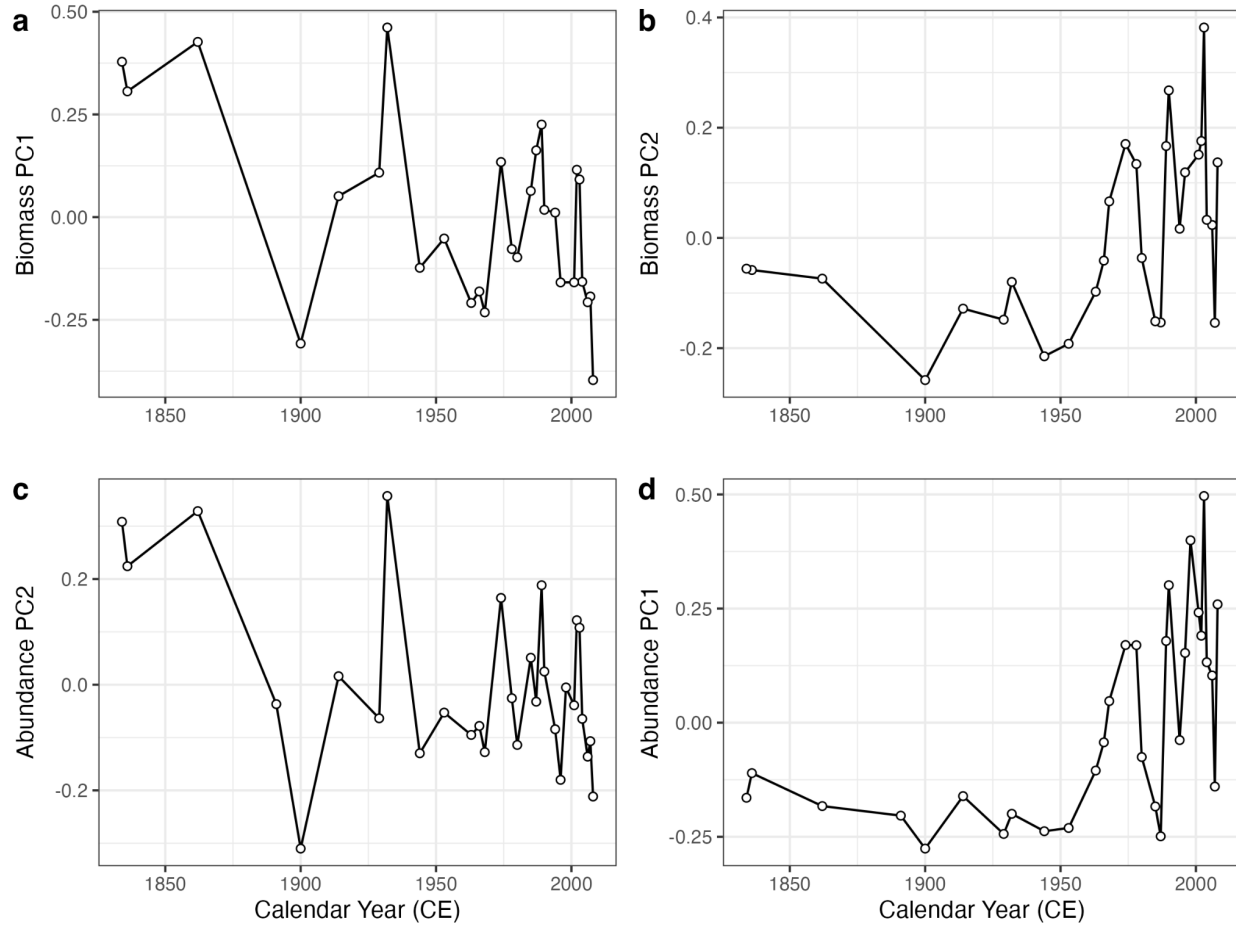 a
0.50
0.25
0.00
-0.25
Biomass PC1
1850 1900 1950 2000
b
0.4
0.2
0.0
-0.2
Biomass PC2
1850 1900 1950 2000
c
0.2
0.0
-0.2
Abundance PC2
1850 1900 1950 2000
Calendar Year (CE)
d
0.50
0.25
0.00
-0.25
Abundance PC1
1850 1900 1950 2000
Calendar Year (CE)